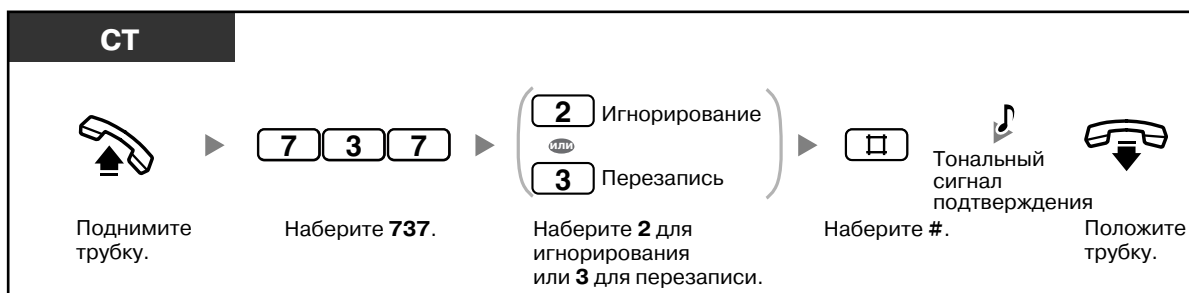 СТ
7 3 7
2 Игнорирование
или
3 Перезапись
Тональный
сигнал
подтверждения
Поднимите
трубку.
Наберите 737.
Наберите 2 для
игнорирования
или 3 для перезаписи.
Наберите #.
Положите
трубку.